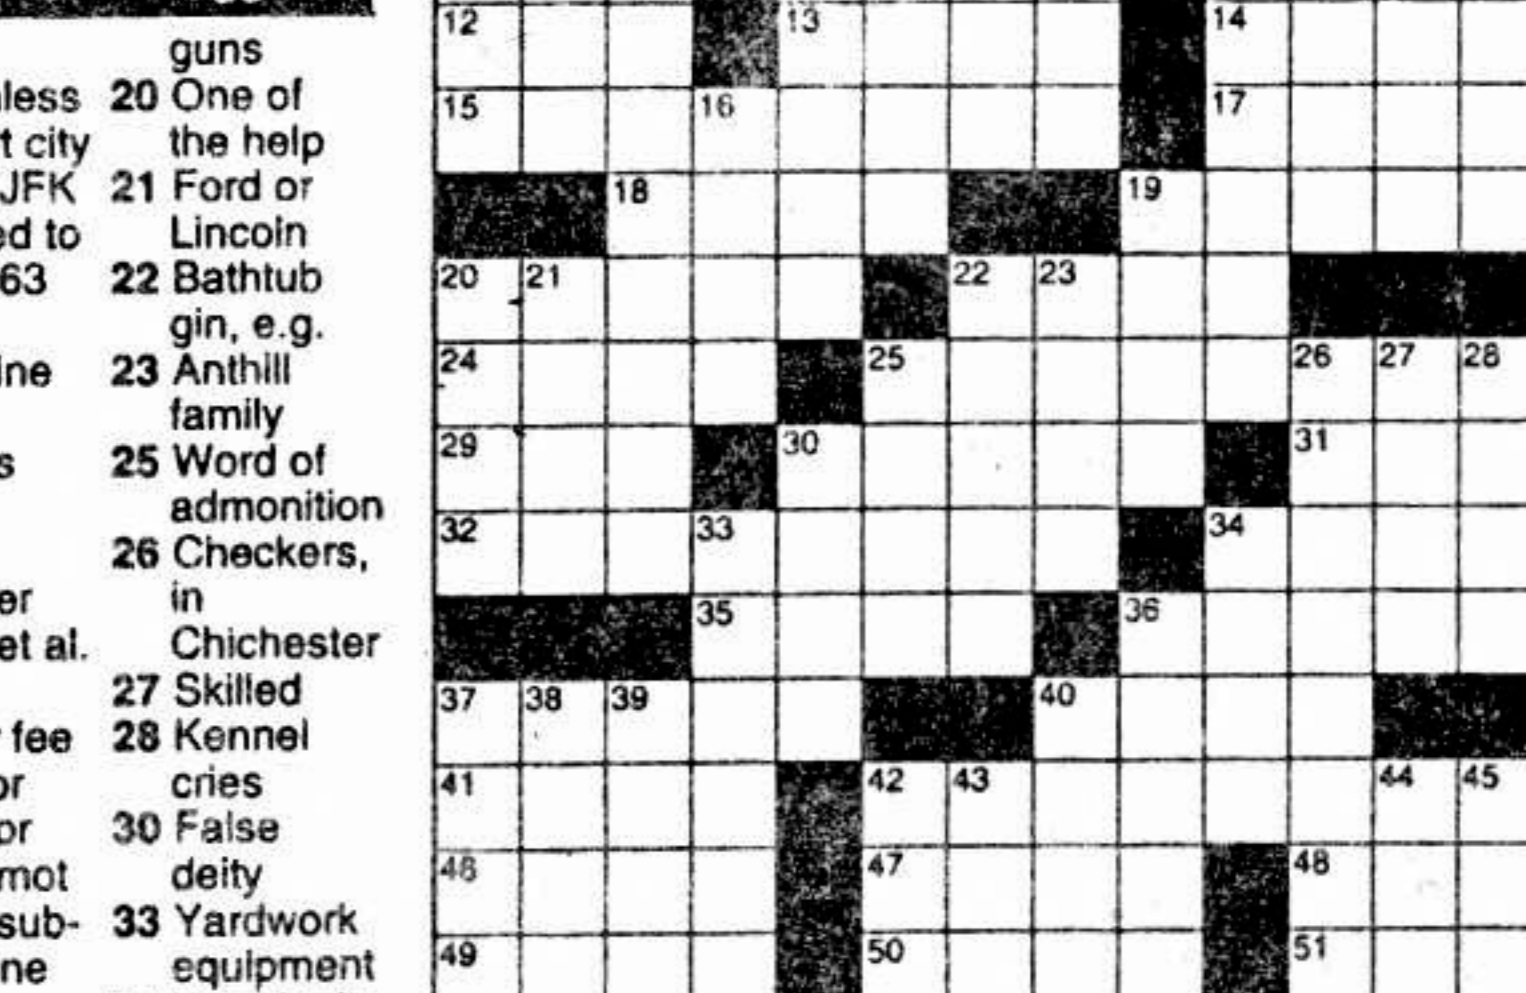 guns
less
20 One of
t city
the help
JFK
21 Ford or
ed to
Lincoln
63
22 Bathtub
gin, e.g.
ine
23 Anthill
family
s
25 Word of
admonition
26 Checkers,
er
in
et al.
Chichester
27 Skilled
fee
28 Kennel
or
cries
or
30 False
mot
deity
sub-
33 Yardwork
ne
equipment
12 13 14
15 16 17
18 19
20 21 22 23
24 25 26 27 28
29 30 31
32 33 34
35 36
37 38 39 40
41 42 43 44 45
46 47 48
49 50 51